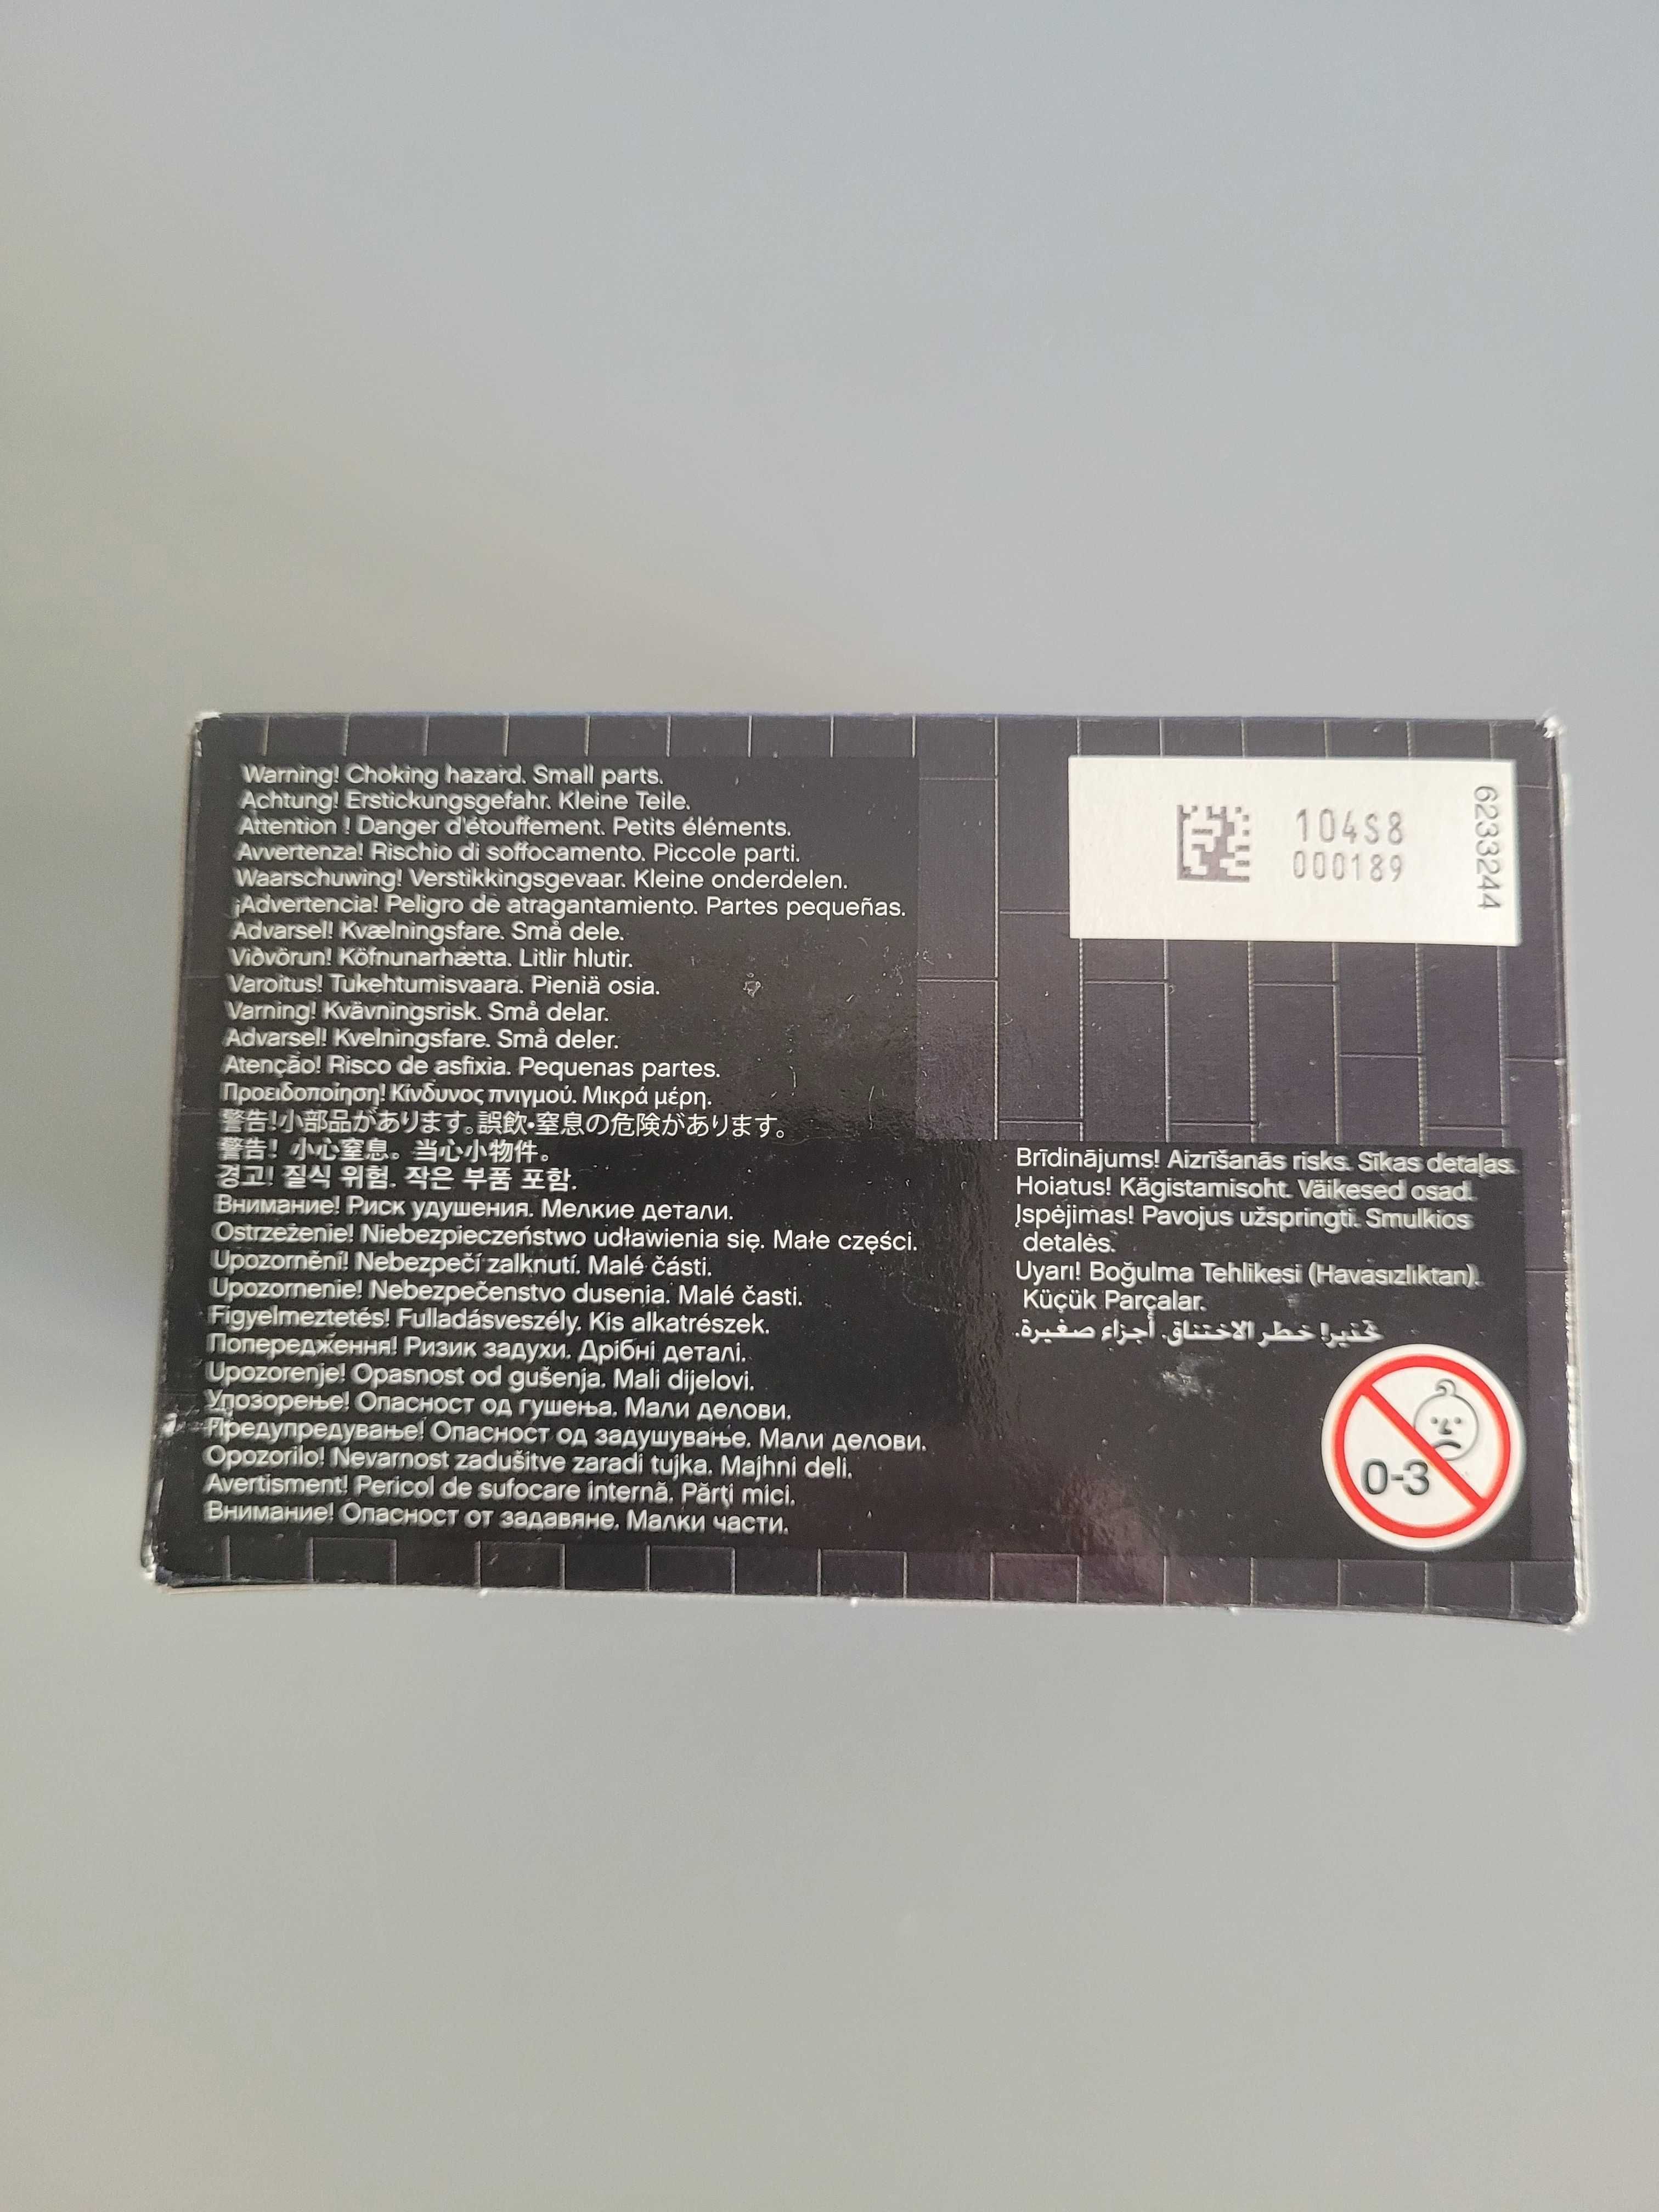 Warning! Choking hazard. Small parts.
Achtung! Erstickungsgefahr. Kleine Teile.
Attention ! Danger d'étouffement. Petits éléments.
Avvertenza! Rischio di soffocamento. Piccole parti.
Waarschuwing! Verstikkingsgevaar. Kleine onderdelen.
¡Advertencia! Peligro de atragantamiento. Partes pequeñas.
Advarsel! Kvælningsfare. Små dele.
Viðvörun! Köfnunarhætta. Litlir hlutir.
Varoitus! Tukehtumisvaara. Pieniä osia.
Varning! Kvävningsrisk. Små delar.
Advarsel! Kvelningsfare. Små deler.
Atenção! Risco de asfixia. Pequenas partes.
Προειδοποίηση! Κίνδυνος πνιγμού. Μικρά μέρη.
警告!小部品があります。誤飲・窒息の危険があります。
警告! 小心窒息。当心小物件。
경고! 질식 위험. 작은 부품 포함.
Внимание! Риск удушения. Мелкие детали.
Ostrzeżenie! Niebezpieczeństwo udławienia się. Małe części.
Upozornění! Nebezpečí zalknutí. Malé části.
Upozornenie! Nebezpečenstvo dusenia. Malé časti.
Figyelmeztetés! Fulladásveszély. Kis alkatrészek.
Попередження! Ризик задухи. Дрібні деталі.
Upozorenje! Opasnost od gušenja. Mali dijelovi.
Упозорење! Опасност од гушења. Мали делови.
Предупредување! Опасност од задушување. Мали делови.
Opozorilo! Nevarnost zadušitve zaradi tujka. Majhni deli.
Avertisment! Pericol de sufocare internă. Părţi mici.
Внимание! Опасност от задавяне. Малки части.
104S8
000189
6233244
Brīdinājums! Aizrīšanās risks. Sīkas detaļas.
Hoiatus! Kägistamisoht. Väikesed osad.
Įspėjimas! Pavojus užspringti. Smulkios
detalės.
Uyarı! Boğulma Tehlikesi (Havasızlıktan).
Küçük Parçalar.
تحذير! خطر الاختناق. أجزاء صغيرة.
0-3